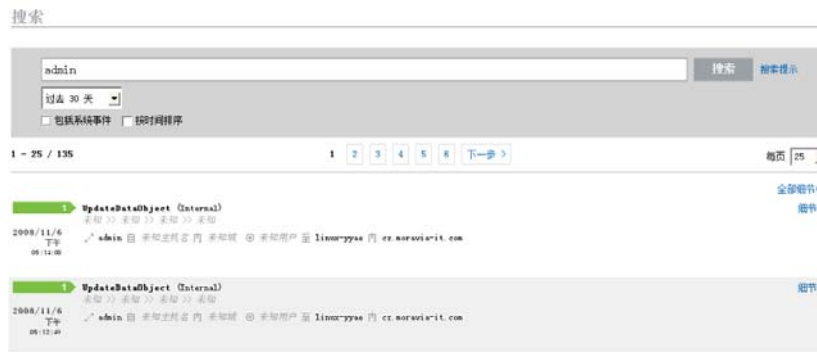 搜索
admin
搜索
搜索提示
过去 30 天
包括系统事件 按时间排序
1 - 25 / 135
1 2 3 4 5 6 下一步 >
每页 25
全部细节
1 UpdateDataObject (Internal)
细节
未知 >> 未知 >> 未知 >> 未知
2008/11/6
下午
admin 自 未知主机名 内 未知域 未知用户 至 linux-yyae 内 cz.moravia-it.com
1 UpdateDataObject (Internal)
细节
未知 >> 未知 >> 未知 >> 未知
2008/11/6
下午
admin 自 未知主机名 内 未知域 未知用户 至 linux-yyae 内 cz.moravia-it.com